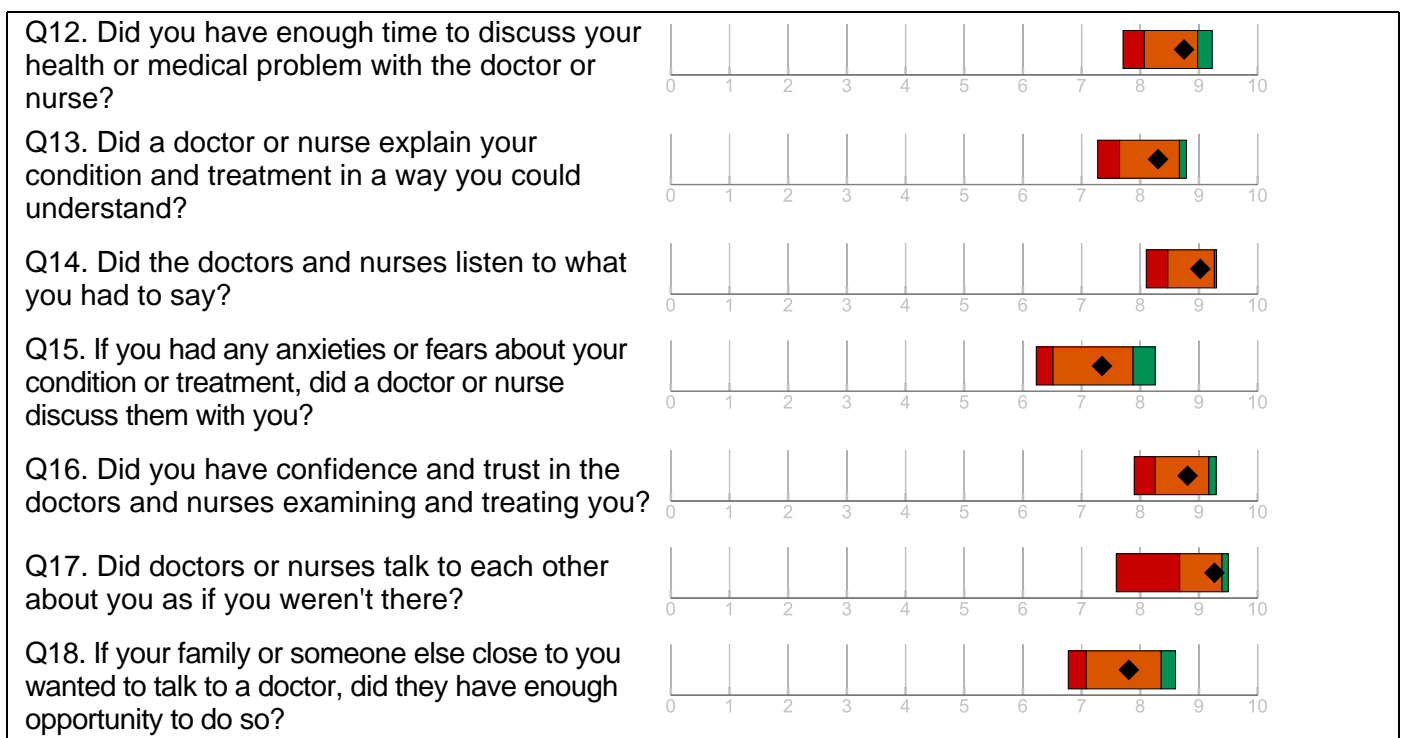 Q12. Did you have enough time to discuss your
health or medical problem with the doctor or
nurse?
0 1 2 3 4 5 6 7 8 9 10
Q13. Did a doctor or nurse explain your
condition and treatment in a way you could
understand?
0 1 2 3 4 5 6 7 8 9 10
Q14. Did the doctors and nurses listen to what
you had to say?
0 1 2 3 4 5 6 7 8 9 10
Q15. If you had any anxieties or fears about your
condition or treatment, did a doctor or nurse
discuss them with you?
0 1 2 3 4 5 6 7 8 9 10
Q16. Did you have confidence and trust in the
doctors and nurses examining and treating you?
0 1 2 3 4 5 6 7 8 9 10
Q17. Did doctors or nurses talk to each other
about you as if you weren't there?
0 1 2 3 4 5 6 7 8 9 10
Q18. If your family or someone else close to you
wanted to talk to a doctor, did they have enough
opportunity to do so?
0 1 2 3 4 5 6 7 8 9 10